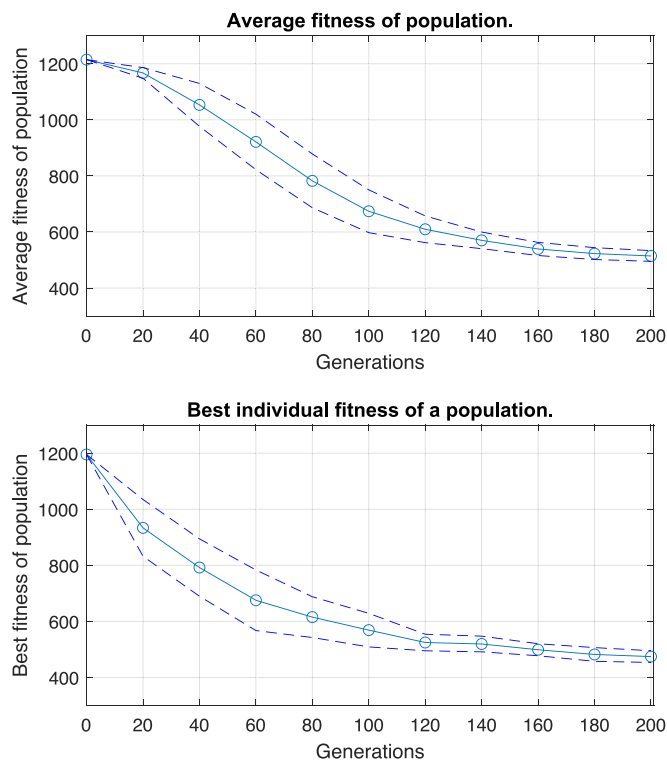 Average fitness of population.
Average fitness of population
1200
1000
800
600
400
0 20 40 60 80 100 120 140 160 180 200
Generations
Best individual fitness of a population.
Best fitness of population
1200
1000
800
600
400
0 20 40 60 80 100 120 140 160 180 200
Generations